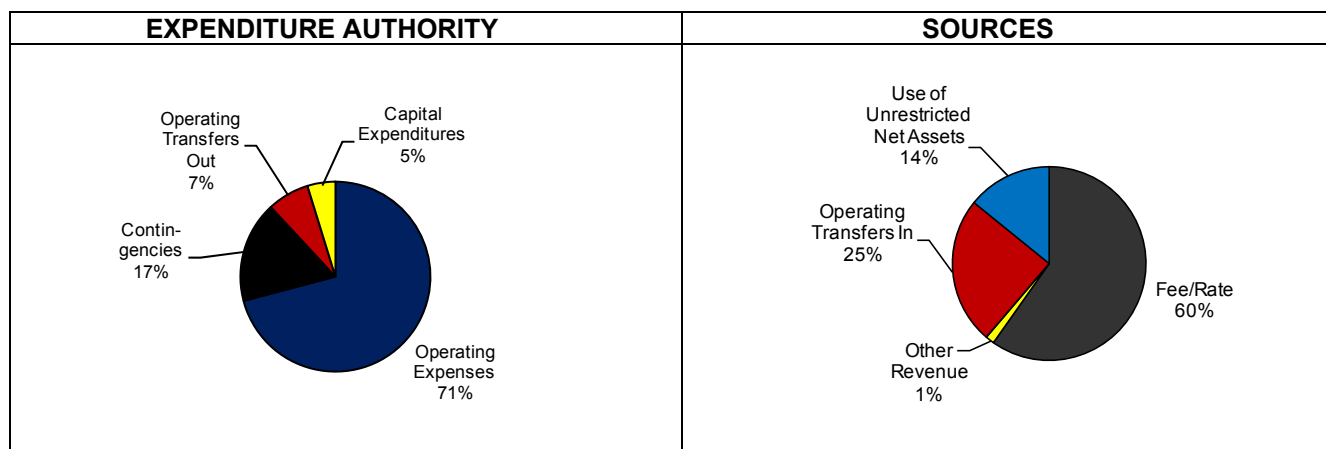 EXPENDITURE AUTHORITY
Operating
Transfers
Out
7%
Capital
Expenditures
5%
Contin-
gencies
17%
Operating
Expenses
71%
SOURCES
Use of
Unrestricted
Net Assets
14%
Operating
Transfers In
25%
Fee/Rate
60%
Other
Revenue
1%